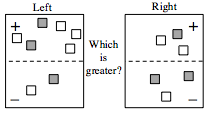 Left Right
+ +
Which
is
greater?
− −